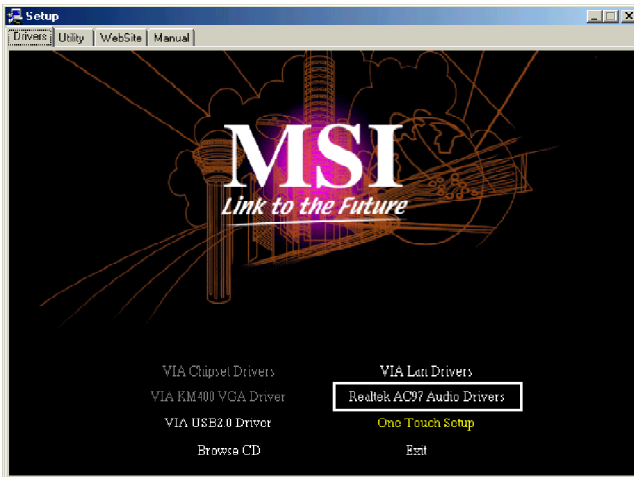 Setup
Drivers Utility WebSite Manual
MSI
Link to the Future
VIA Chipset Drivers
VIA Lan Drivers
VIA KM400 VGA Driver
Realtek AC97 Audio Drivers
VIA USB2.0 Driver
One Touch Setup
Browse CD
Exit